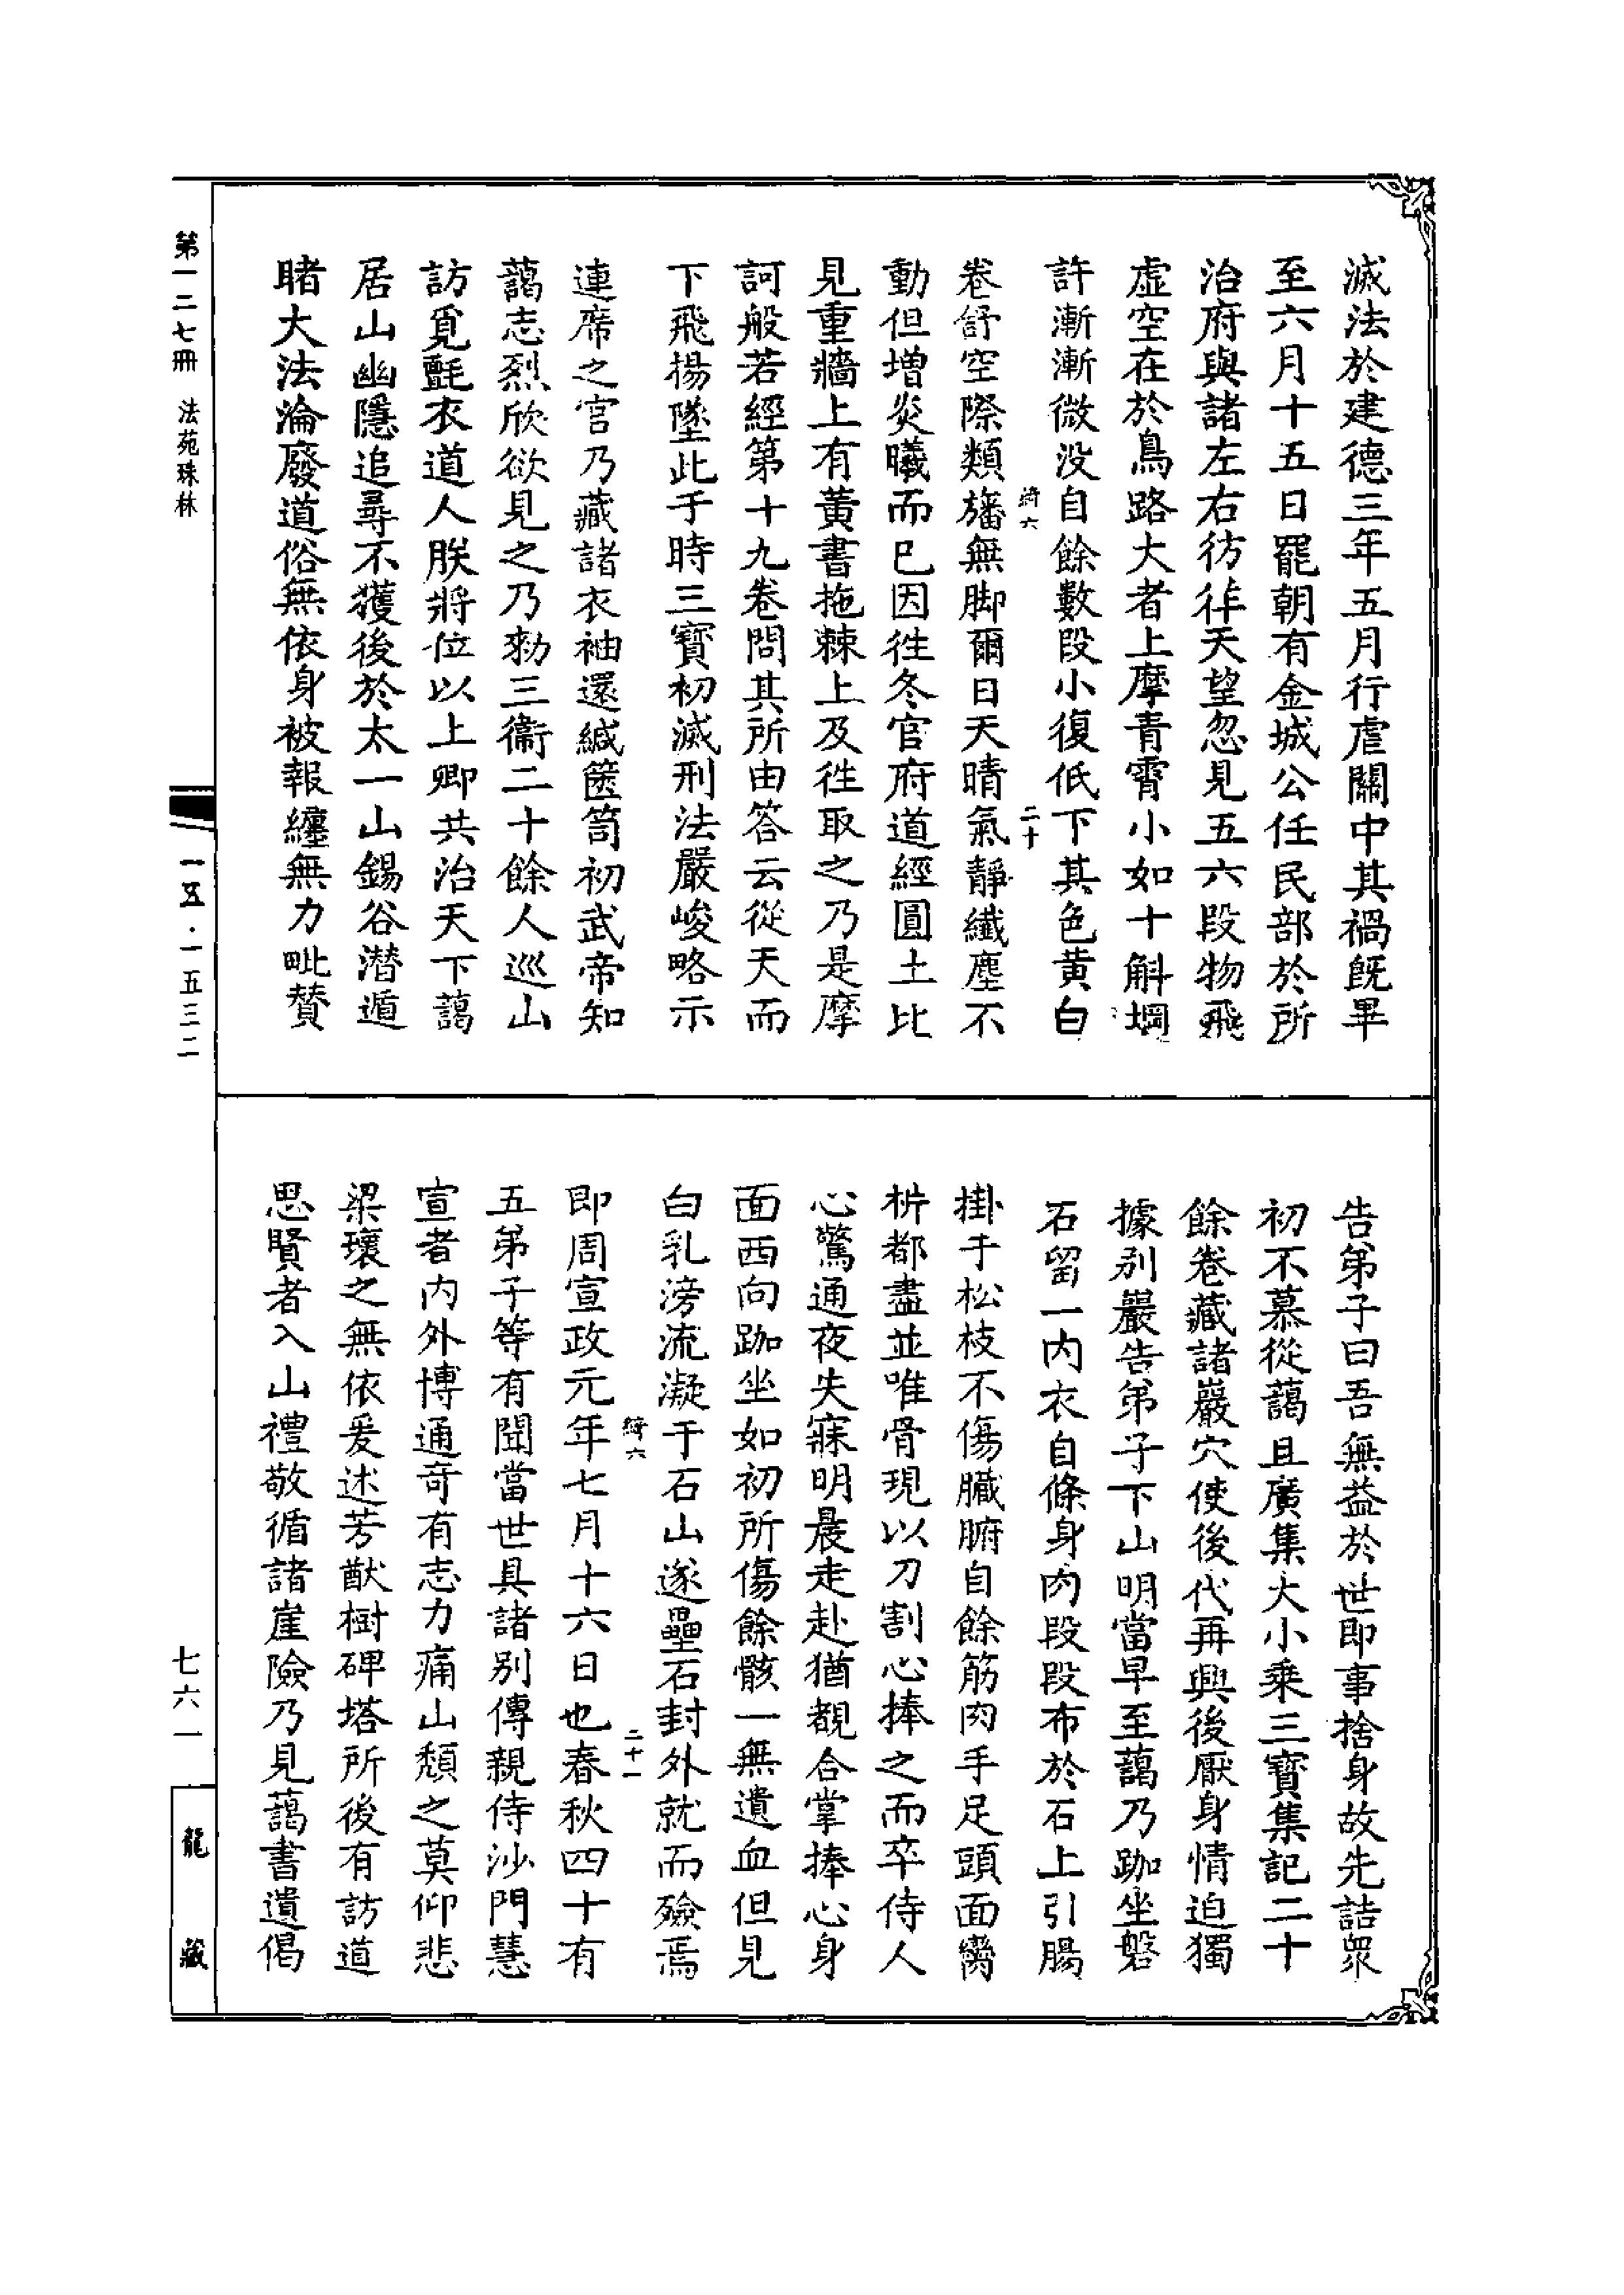 滅法於建德三年五月行虐關中其禍既畢
至六月十五日罷朝有金城公任民部於所
治府與諸左右彷徉天望忽見五六段物飛
虛空在於鳥路大者上摩青霄小如十斛堈
許漸漸微没自餘數段小復低下其色黄白
綺六
二十
卷舒空際類旛無脚爾日天晴氣靜纎塵不
動但增炎曦而已因徃冬官府道經圓土比
見重牆上有黃書拖棘上及徃取之乃是摩
訶般若經第十九卷問其所由答云從天而
下飛揚墜此于時三寶初滅刑法嚴峻略示
連席之官乃藏諸衣袖還緘篋笥初武帝知
藹志烈欣欲見之乃勑三衞二十餘人巡山
訪覓氈衣道人朕將位以上卿共治天下藹
居山幽隱追尋不獲後於太一山錫谷潛遁
睹大法淪廢道俗無依身被報纏無力毗贊
告弟子曰吾無益於世即事捨身故先詰眾
初不慕從藹且廣集大小乘三寶集記二十
餘卷藏諸巖穴使後代再興後厭身情迫獨
據别巖告弟子下山明當早至藹乃跏坐磐
石留一内衣自條身肉段段布於石上引腸
掛于松枝不傷臟腑自餘筋肉手足頭面臠
枿都盡並唯骨現以刀割心捧之而卒侍人
心驚通夜失寐明晨走赴猶覩合掌捧心身
面西向跏坐如初所傷餘骸一無遺血但見
白乳滂流凝于石山遂壘石封外就而殮焉
綺六
二十一
即周宣政元年七月十六日也春秋四十有
五弟子等有聞當世具諸别傳親侍沙門慧
宣者内外博通奇有志力痛山頹之莫仰悲
梁壞之無依爰述芳猷樹碑塔所後有訪道
思賢者入山禮敬循諸崖險乃見藹書遺偈
第一二七冊 法苑珠林
一五·一五三二
七六一
龍藏